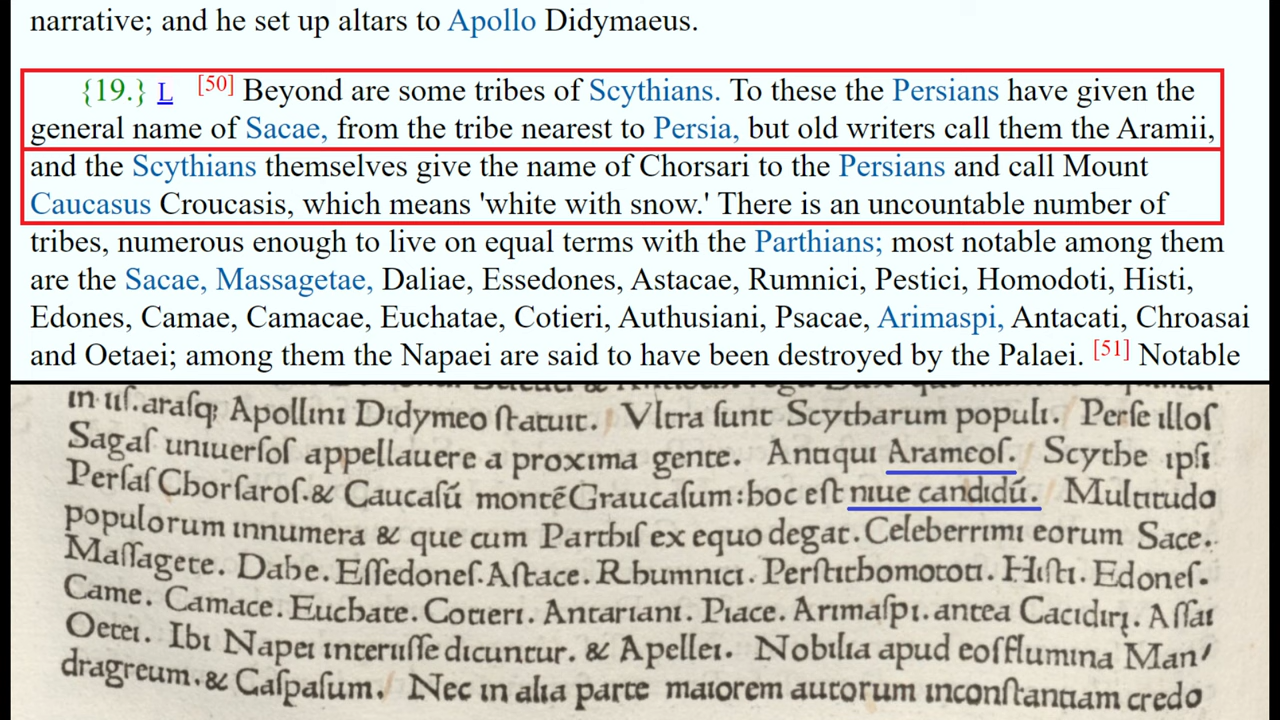 narrative; and he set up altars to Apollo Didymaeus.
{19.} L [50] Beyond are some tribes of Scythians. To these the Persians have given the
general name of Sacae, from the tribe nearest to Persia, but old writers call them the Aramii,
and the Scythians themselves give the name of Chorsari to the Persians and call Mount
Caucasus Croucasis, which means 'white with snow.' There is an uncountable number of
tribes, numerous enough to live on equal terms with the Parthians; most notable among them
are the Sacae, Massagetae, Daliae, Essedones, Astacae, Rumnici, Pestici, Homodoti, Histi,
Edones, Camae, Camacae, Euchatae, Cotieri, Authusiani, Psacae, Arimaspi, Antacati, Chroasai
and Oetaei; among them the Napaei are said to have been destroyed by the Palaei. [51] Notable
Apollini Didymeo ſtatuit. Vltra ſunt Scytharum populi. Perſe illoſ
Sagaſ uniuerſoſ appellauere a proxima gente. Antiqui Arameoſ. Scythe ipſi
Perſaſ Chorſaroſ. & Caucaſū montē Graucaſum: hoc eſt niue candidū. Multitudo
populorum innumera & que cum Parthiſ ex equo degat. Celeberrimi eorum Sace.
Maſſagete. Dahe. Eſſedoneſ. Aſtace. Rhumnici. Perſtithomototi. Hiſti. Edoneſ.
Came. Camace. Euchate. Cotieri. Antariani. Piace. Arimaſpi. antea Cacidiri. Aſſai
Oetei. Ibi Napei interiſſe dicuntur. & Apellei. Nobilia apud eoſ flumina Man
dragreum. & Caſpaſum. Nec in alia parte maiorem autorum inconſtantiam credo